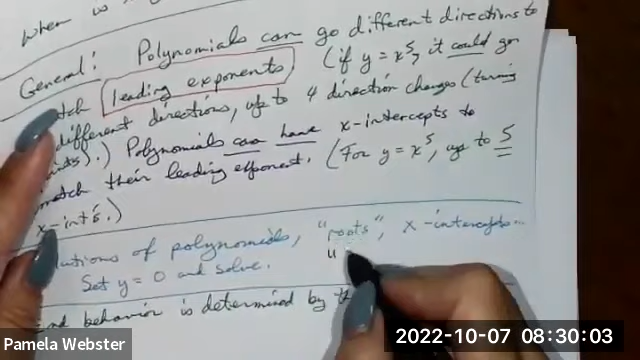 When is
General: Polynomials can go different directions to
match leading exponents (if y = x⁵, it could go
different directions, up to 4 direction changes (turning
points).) Polynomials can have x-intercepts to
match their leading exponent. (For y = x⁵, up to 5
x-int's.)
of polynomials, "roots", x-intercepts...
Set y = 0 and solve.
behavior is determined by
Pamela Webster
2022-10-07 08:30:03